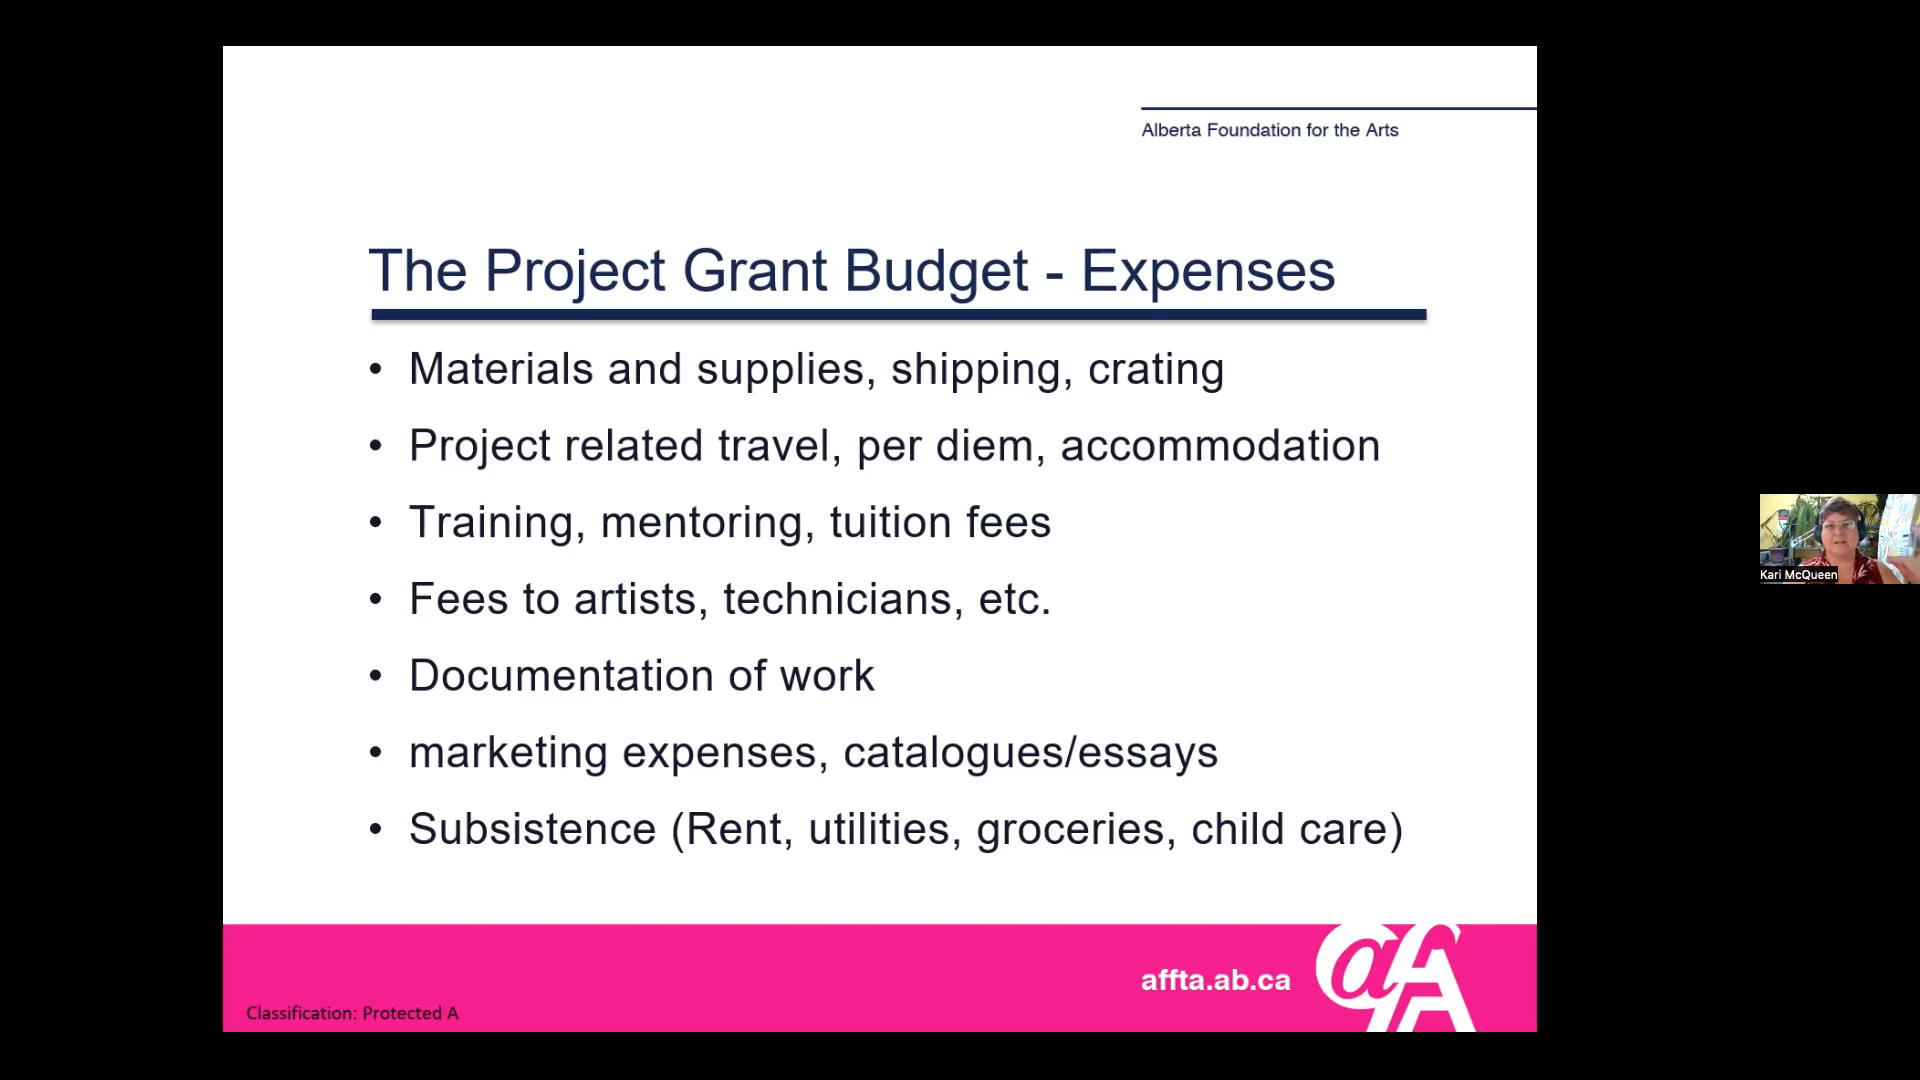 Alberta Foundation for the Arts
The Project Grant Budget - Expenses
• Materials and supplies, shipping, crating
• Project related travel, per diem, accommodation
• Training, mentoring, tuition fees
• Fees to artists, technicians, etc.
• Documentation of work
• marketing expenses, catalogues/essays
• Subsistence (Rent, utilities, groceries, child care)
Kari McQueen
affta.ab.ca
afA
Classification: Protected A